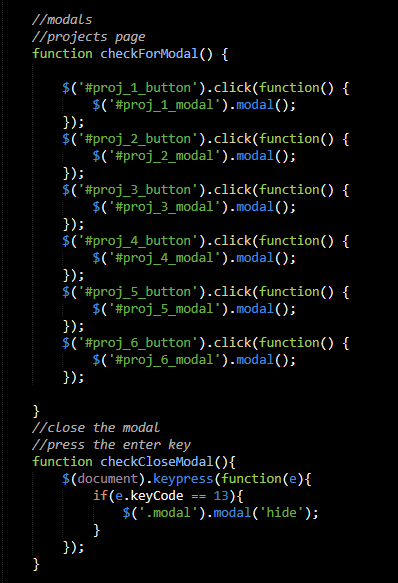 //modals
//projects page
function checkForModal() {
$('#proj_1_button').click(function() {
$('#proj_1_modal').modal();
});
$('#proj_2_button').click(function() {
$('#proj_2_modal').modal();
});
$('#proj_3_button').click(function() {
$('#proj_3_modal').modal();
});
$('#proj_4_button').click(function() {
$('#proj_4_modal').modal();
});
$('#proj_5_button').click(function() {
$('#proj_5_modal').modal();
});
$('#proj_6_button').click(function() {
$('#proj_6_modal').modal();
});
}
//close the modal
//press the enter key
function checkCloseModal(){
$(document).keypress(function(e){
if(e.keyCode == 13){
$('.modal').modal('hide');
}
});
}